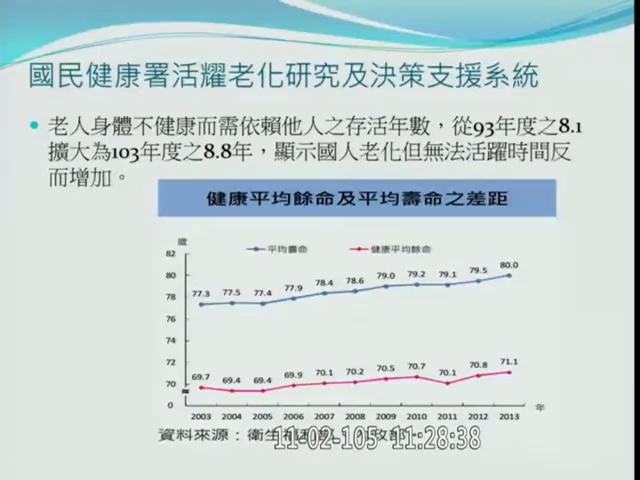 國民健康署活耀老化研究及決策支援系統
老人身體不健康而需依賴他人之存活年數，從93年度之8.1
擴大為103年度之8.8年，顯示國人老化但無法活躍時間反
而增加。
健康平均餘命及平均壽命之差距
歲
平均壽命 健康平均餘命
82
80
78
76
74
72
70
0
77.3 77.5 77.4 77.9 78.4 78.6 79.0 79.2 79.1 79.5 80.0
69.7 69.4 69.4 69.9 70.1 70.2 70.5 70.7 70.1 70.8 71.1
2003 2004 2005 2006 2007 2008 2009 2010 2011 2012 2013 年
資料來源：衛生福利部
11-02-105 11:28:38